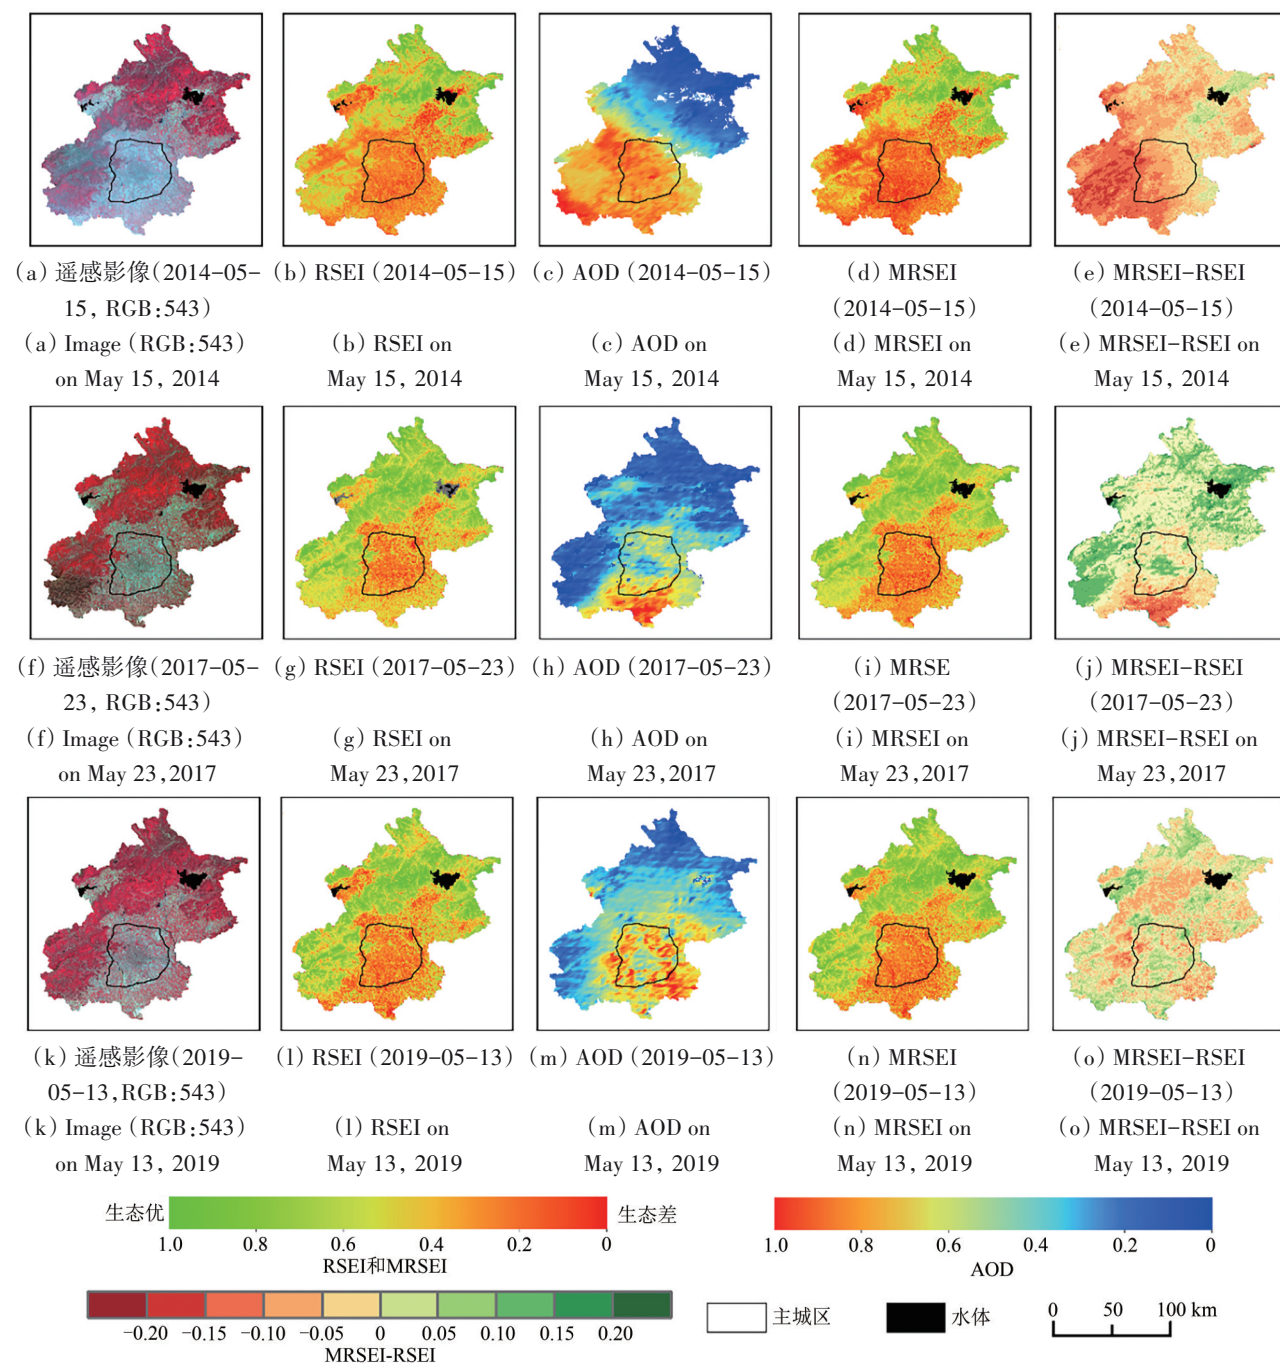 (a) 遥感影像(2014-05-
15, RGB:543)
(b) RSEI (2014-05-15)
(c) AOD (2014-05-15)
(d) MRSEI
(2014-05-15)
(e) MRSEI-RSEI
(2014-05-15)
(a) Image (RGB:543)
on May 15, 2014
(b) RSEI on
May 15, 2014
(c) AOD on
May 15, 2014
(d) MRSEI on
May 15, 2014
(e) MRSEI-RSEI on
May 15, 2014
(f) 遥感影像(2017-05-
23, RGB:543)
(g) RSEI (2017-05-23)
(h) AOD (2017-05-23)
(i) MRSE
(2017-05-23)
(j) MRSEI-RSEI
(2017-05-23)
(f) Image (RGB:543)
on May 23,2017
(g) RSEI on
May 23,2017
(h) AOD on
May 23,2017
(i) MRSEI on
May 23,2017
(j) MRSEI-RSEI on
May 23,2017
(k) 遥感影像(2019-
05-13,RGB:543)
(l) RSEI (2019-05-13)
(m) AOD (2019-05-13)
(n) MRSEI
(2019-05-13)
(o) MRSEI-RSEI
(2019-05-13)
(k) Image (RGB:543)
on May 13, 2019
(l) RSEI on
May 13, 2019
(m) AOD on
May 13, 2019
(n) MRSEI on
May 13, 2019
(o) MRSEI-RSEI on
May 13, 2019
生态优 生态差
1.0 0.8 0.6 0.4 0.2 0
RSEI和MRSEI
1.0 0.8 0.6 0.4 0.2 0
AOD
-0.20 -0.15 -0.10 -0.05 0 0.05 0.10 0.15 0.20
MRSEI-RSEI
主城区
水体
0 50 100 km